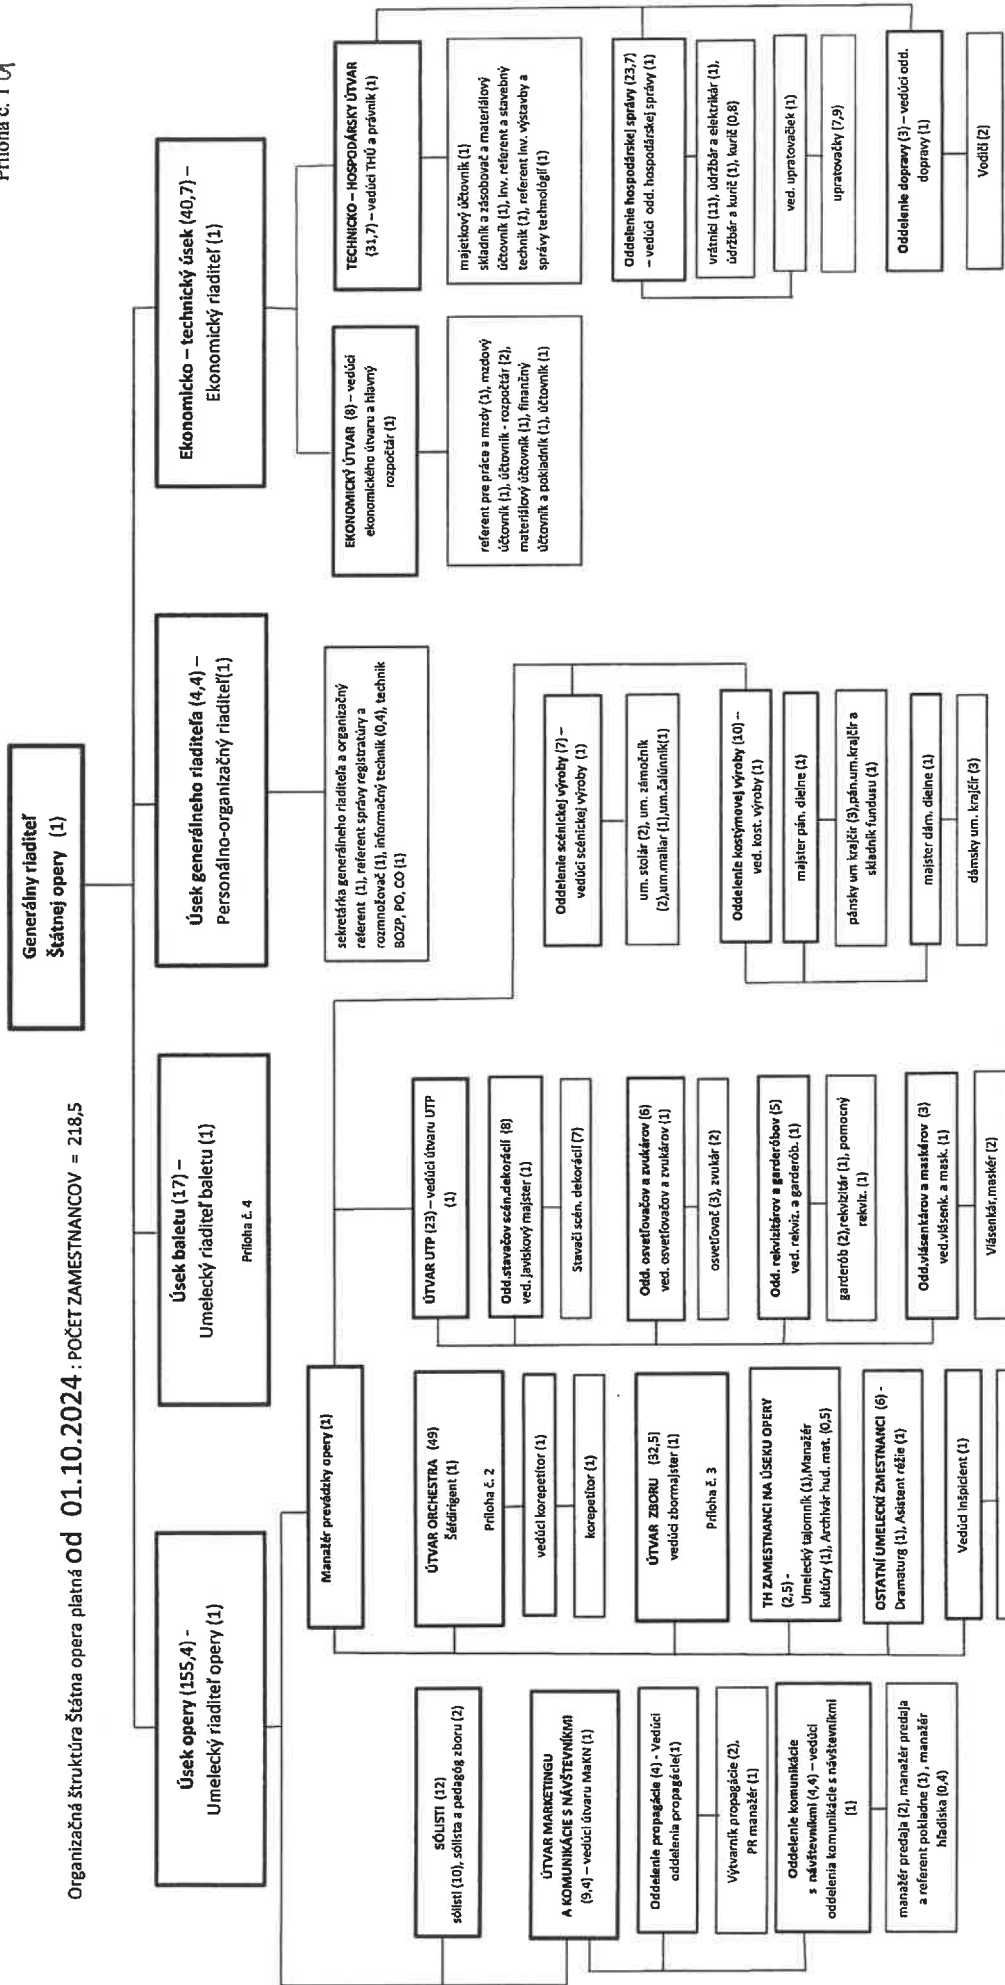 Príloha č. 1
Organizačná štruktúra Štátna opera platná od 01.10.2024 : POČET ZAMESTNANCOV = 218,5
Generálny riaditeľ
Štátnej opery (1)
Úsek opery (155,4) -
Umelecký riaditeľ opery (1)
Úsek baletu (17) –
Umelecký riaditeľ baletu (1)
Príloha č. 4
Úsek generálneho riaditeľa (4,4) –
Personálno-organizačný riaditeľ(1)
Ekonomicko – technický úsek (40,7) –
Ekonomický riaditeľ (1)
sekretárka generálneho riaditeľa a organizačný
referent (1), referent správy registratúry a
rozmnožovač (1), informačný technik (0,4), technik
BOZP, PO, CO (1)
EKONOMICKÝ ÚTVAR (8) – vedúci
ekonomického útvaru a hlavný
rozpočtár (1)
referent pre práce a mzdy (1), mzdový
účtovník (1), účtovník - rozpočtár (2),
materiálový účtovník (1), finančný
účtovník a pokladník (1), účtovník (1)
TECHNICKO – HOSPODÁRSKY ÚTVAR
(31,7) – vedúci THÚ a právnik (1)
majetkový účtovník (1)
skladník a zásobovač a materiálový
účtovník (1), inv. referent a stavebný
technik (1), referent inv. výstavby a
správy technológií (1)
Oddelenie hospodárskej správy (23,7)
– vedúci odd. hospodárskej správy (1)
vrátnici (11), údržbár a elektrikár (1),
údržbár a kurič (1), kurič (0,8)
ved. upratovačiek (1)
upratovačky (7,9)
Oddelenie dopravy (3) – vedúci odd.
dopravy (1)
Vodiči (2)
Manažér prevádzky opery (1)
SÓLISTI (12)
sólisti (10), sólista a pedagóg zboru (2)
ÚTVAR MARKETINGU
A KOMUNIKÁCIE S NÁVŠTEVNÍKMI
(9,4) – vedúci útvaru MaKN (1)
Oddelenie propagácie (4) - Vedúci
oddelenia propagácie(1)
Výtvarník propagácie (2),
PR manažér (1)
Oddelenie komunikácie
s návštevníkmi (4,4) – vedúci
oddelenia komunikácie s návštevníkmi
(1)
manažér predaja (2), manažér predaja
a referent pokladne (1) , manažér
hľadiska (0,4)
ÚTVAR ORCHESTRA (49)
Šéfdirigent (1)
Príloha č. 2
vedúci korepetítor (1)
korepetítor (1)
ÚTVAR ZBORU (32,5)
vedúci zbormajster (1)
Príloha č. 3
TH ZAMESTNANCI NA ÚSEKU OPERY
(2,5) -
Umelecký tajomník (1),Manažér
kultúry (1), Archivár hud. mat. (0,5)
OSTATNÍ UMELECKÍ ZMESTNANCI (6) -
Dramaturg (1), Asistent réžie (1)
Vedúci inšpicient (1)
ÚTVAR UTP (23) – vedúci útvaru UTP
(1)
Odd.stavačov scén.dekorácií (8)
ved. javiskový majster (1)
Stavači scén. dekorácií (7)
Odd. osvetľovačov a zvukárov (6)
ved. osvetľovačov a zvukárov (1)
osvetľovač (3), zvukár (2)
Odd. rekvizitárov a garderóbov (5)
ved. rekviz. a garderób. (1)
garderób (2),rekvizitár (1), pomocný
rekviz. (1)
Odd.vlásenkárov a maskérov (3)
ved.vlásenk. a mask. (1)
Vlásenkár,maskér (2)
Oddelenie scénickej výroby (7) –
vedúci scénickej výroby (1)
um. stolár (2), um. zámočník
(2),um.maliar (1),um.čalúnnik(1)
Oddelenie kostýmovej výroby (10) –
ved. kost. výroby (1)
majster pán. dielne (1)
pánsky um krajčír (3),pán.um.krajčír a
skladník fundusu (1)
majster dám. dielne (1)
dámsky um. krajčír (3)